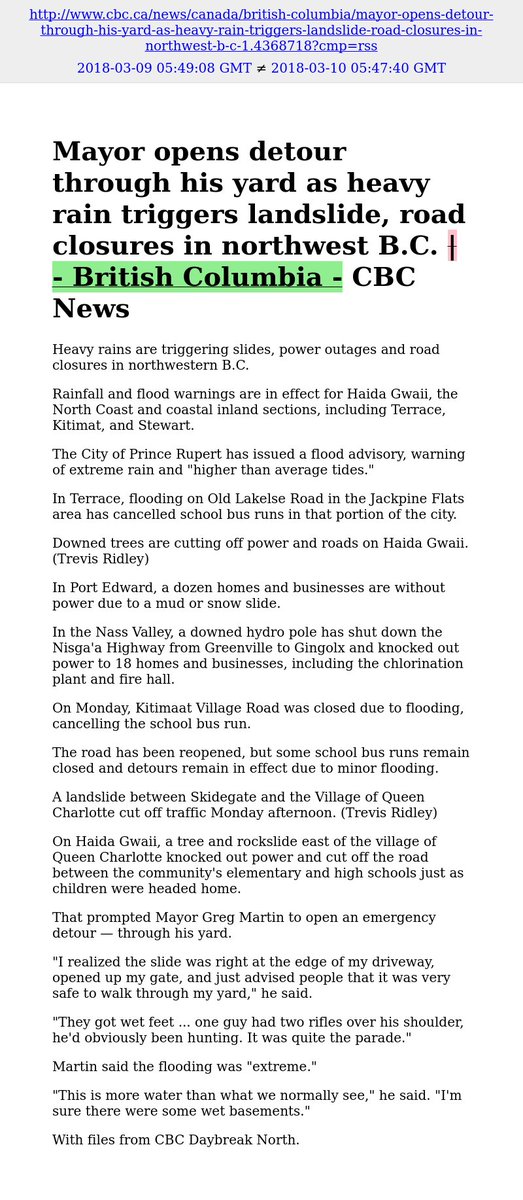 http://www.cbc.ca/news/canada/british-columbia/mayor-opens-detour-
through-his-yard-as-heavy-rain-triggers-landslide-road-closures-in-
northwest-b-c-1.4368718?cmp=rss
2018-03-09 05:49:08 GMT ≠ 2018-03-10 05:47:40 GMT
Mayor opens detour
through his yard as heavy
rain triggers landslide, road
closures in northwest B.C. |
- British Columbia - CBC
News
Heavy rains are triggering slides, power outages and road
closures in northwestern B.C.
Rainfall and flood warnings are in effect for Haida Gwaii, the
North Coast and coastal inland sections, including Terrace,
Kitimat, and Stewart.
The City of Prince Rupert has issued a flood advisory, warning
of extreme rain and "higher than average tides."
In Terrace, flooding on Old Lakelse Road in the Jackpine Flats
area has cancelled school bus runs in that portion of the city.
Downed trees are cutting off power and roads on Haida Gwaii.
(Trevis Ridley)
In Port Edward, a dozen homes and businesses are without
power due to a mud or snow slide.
In the Nass Valley, a downed hydro pole has shut down the
Nisga'a Highway from Greenville to Gingolx and knocked out
power to 18 homes and businesses, including the chlorination
plant and fire hall.
On Monday, Kitimaat Village Road was closed due to flooding,
cancelling the school bus run.
The road has been reopened, but some school bus runs remain
closed and detours remain in effect due to minor flooding.
A landslide between Skidegate and the Village of Queen
Charlotte cut off traffic Monday afternoon. (Trevis Ridley)
On Haida Gwaii, a tree and rockslide east of the village of
Queen Charlotte knocked out power and cut off the road
between the community's elementary and high schools just as
children were headed home.
That prompted Mayor Greg Martin to open an emergency
detour — through his yard.
"I realized the slide was right at the edge of my driveway,
opened up my gate, and just advised people that it was very
safe to walk through my yard," he said.
"They got wet feet ... one guy had two rifles over his shoulder,
he'd obviously been hunting. It was quite the parade."
Martin said the flooding was "extreme."
"This is more water than what we normally see," he said. "I'm
sure there were some wet basements."
With files from CBC Daybreak North.